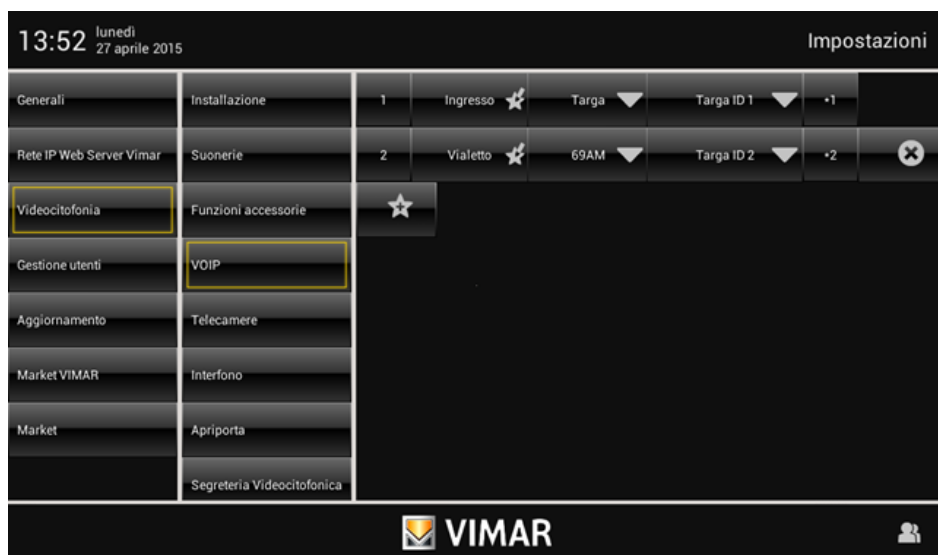 13:52 lunedì
27 aprile 2015
Impostazioni
Generali
Rete IP Web Server Vimar
Videocitofonia
Gestione utenti
Aggiornamento
Market VIMAR
Market
Installazione
Suonerie
Funzioni accessorie
VOIP
Telecamere
Interfono
Apriporta
Segreteria Videocitofonica
1 Ingresso Targa Targa ID 1 *1
2 Vialetto 69AM Targa ID 2 *2
VIMAR